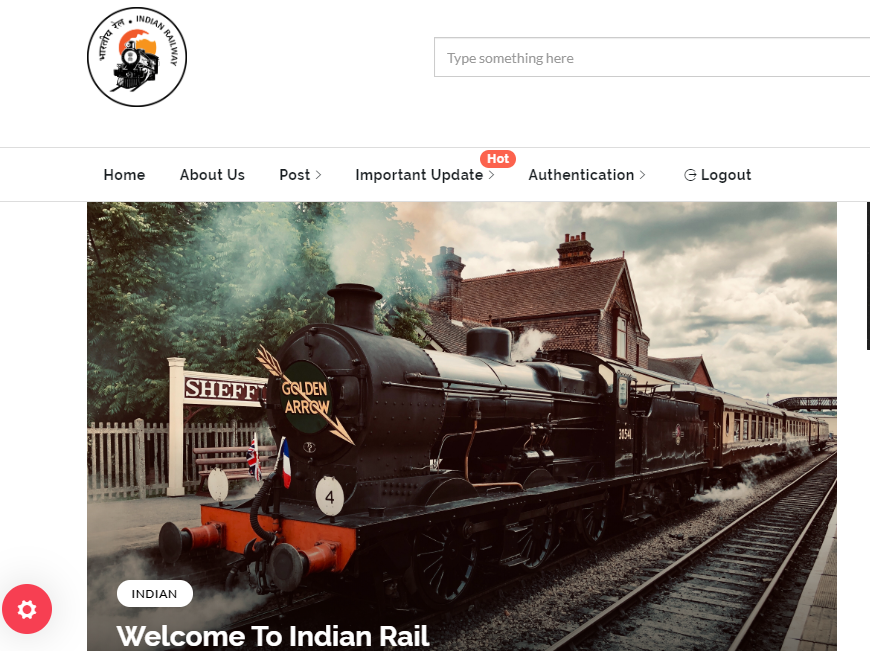 भारतीय रेल • INDIAN RAILWAY
Type something here
Hot
Home
About Us
Post
Important Update
Authentication
Logout
SHEFF
GOLDEN
ARROW
30541
4
INDIAN
Welcome To Indian Rail